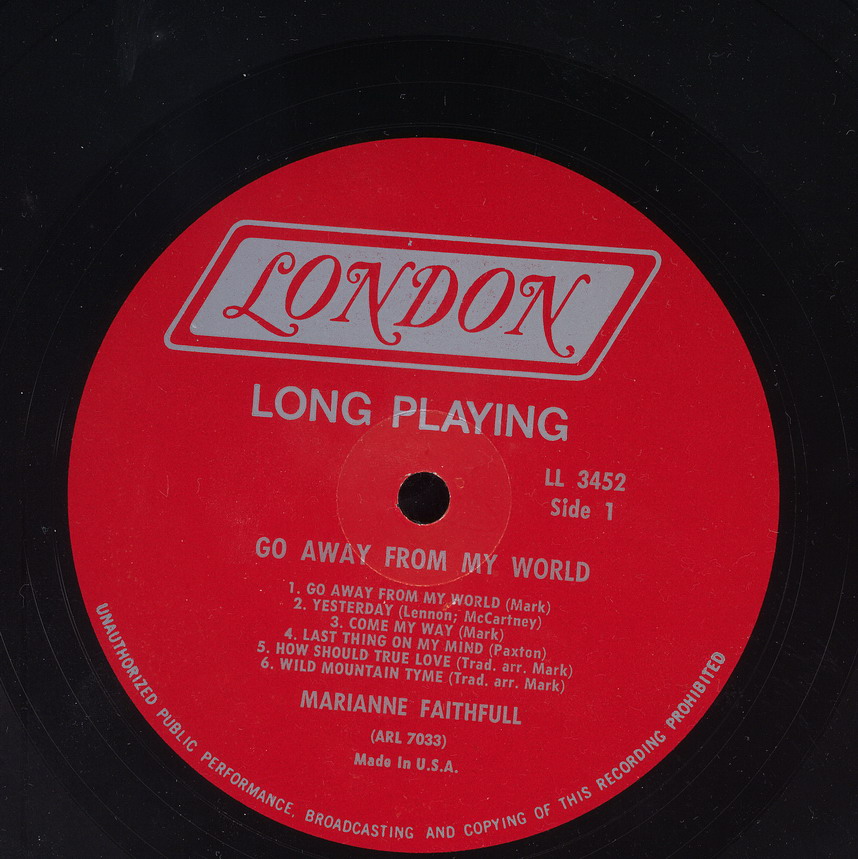 LONDON
LONG PLAYING
LL 3452
Side 1
GO AWAY FROM MY WORLD
1. GO AWAY FROM MY WORLD (Mark)
2. YESTERDAY (Lennon; McCartney)
3. COME MY WAY (Mark)
4. LAST THING ON MY MIND (Paxton)
5. HOW SHOULD TRUE LOVE (Trad. arr. Mark)
6. WILD MOUNTAIN TYME (Trad. arr. Mark)
MARIANNE FAITHFULL
(ARL 7033)
Made In U.S.A.
UNAUTHORIZED PUBLIC PERFORMANCE, BROADCASTING AND COPYING OF THIS RECORDING PROHIBITED